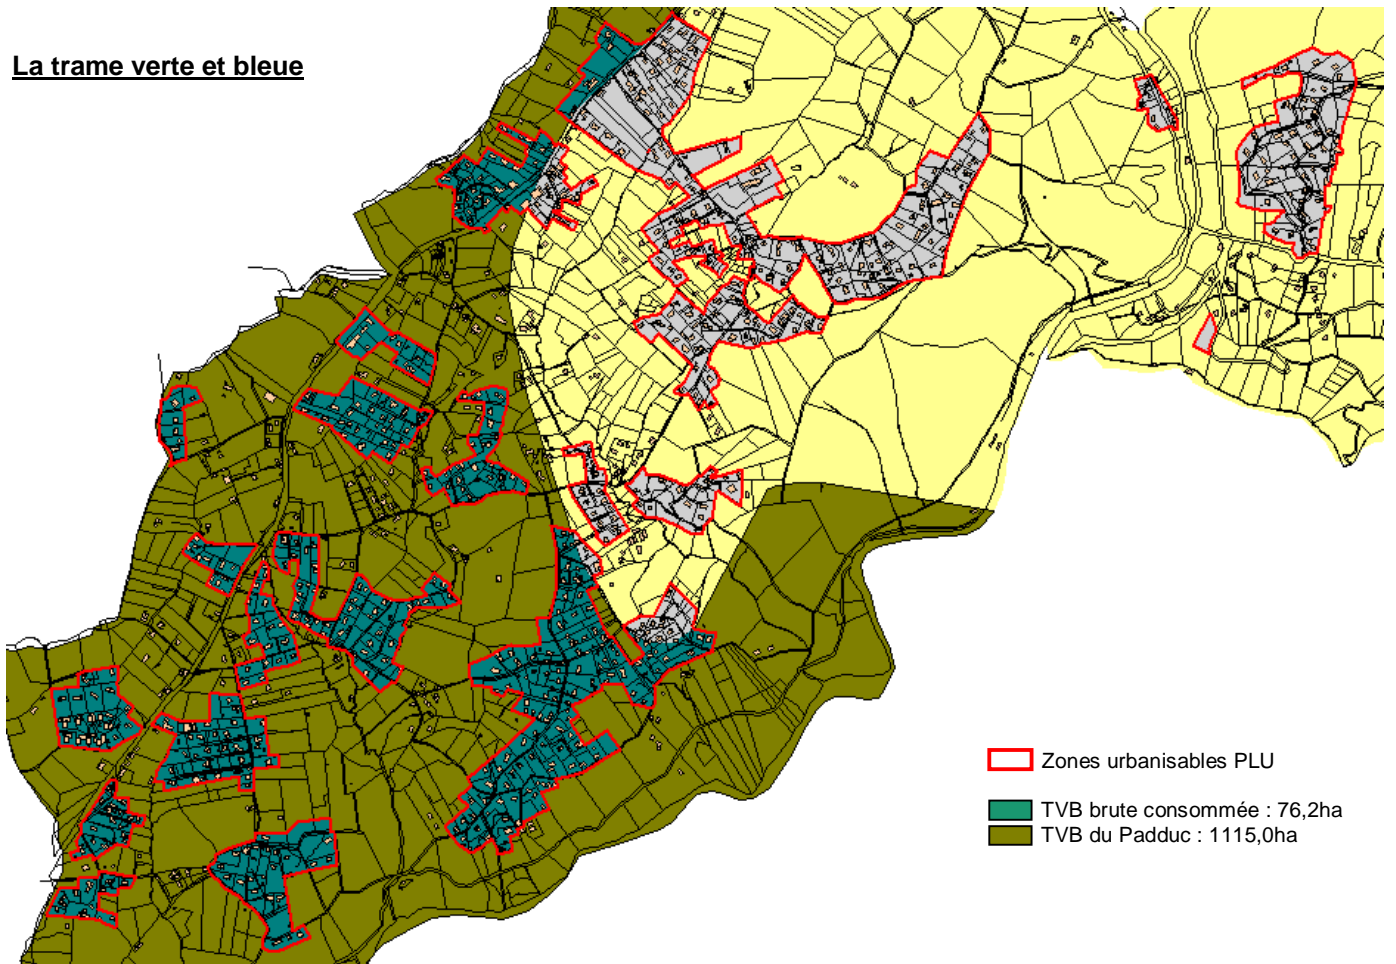 La trame verte et bleue
Zones urbanisables PLU
TVB brute consommée : 76,2ha
TVB du Padduc : 1115,0ha